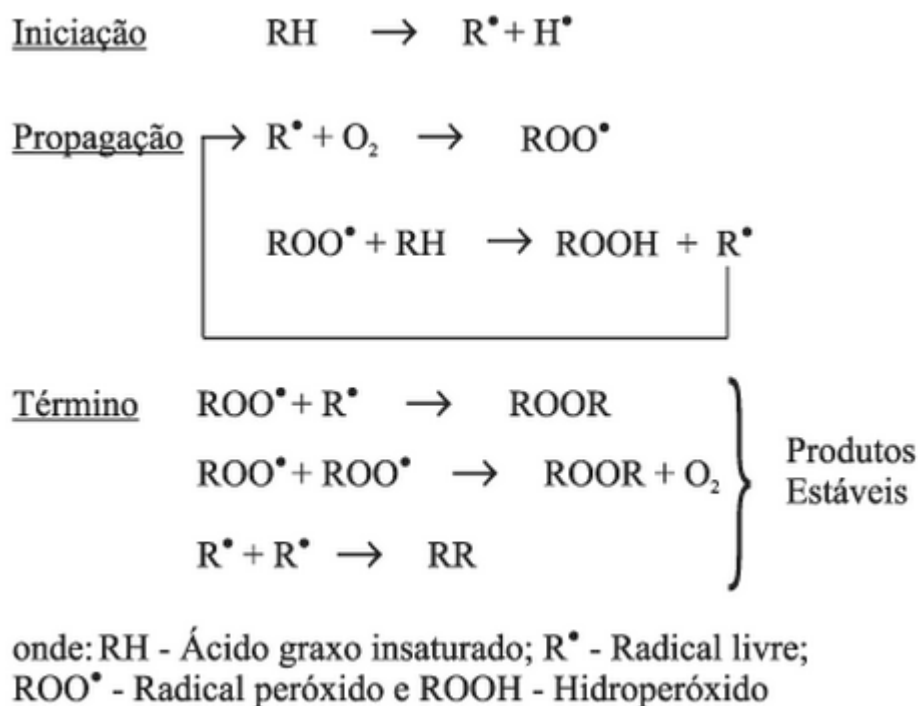 Iniciação RH → R• + H•
Propagação → R• + O₂ → ROO•
ROO• + RH → ROOH + R•
Término ROO• + R• → ROOR
ROO• + ROO• → ROOR + O₂
R• + R• → RR
Produtos
Estáveis
onde: RH - Ácido graxo insaturado; R• - Radical livre;
ROO• - Radical peróxido e ROOH - Hidroperóxido